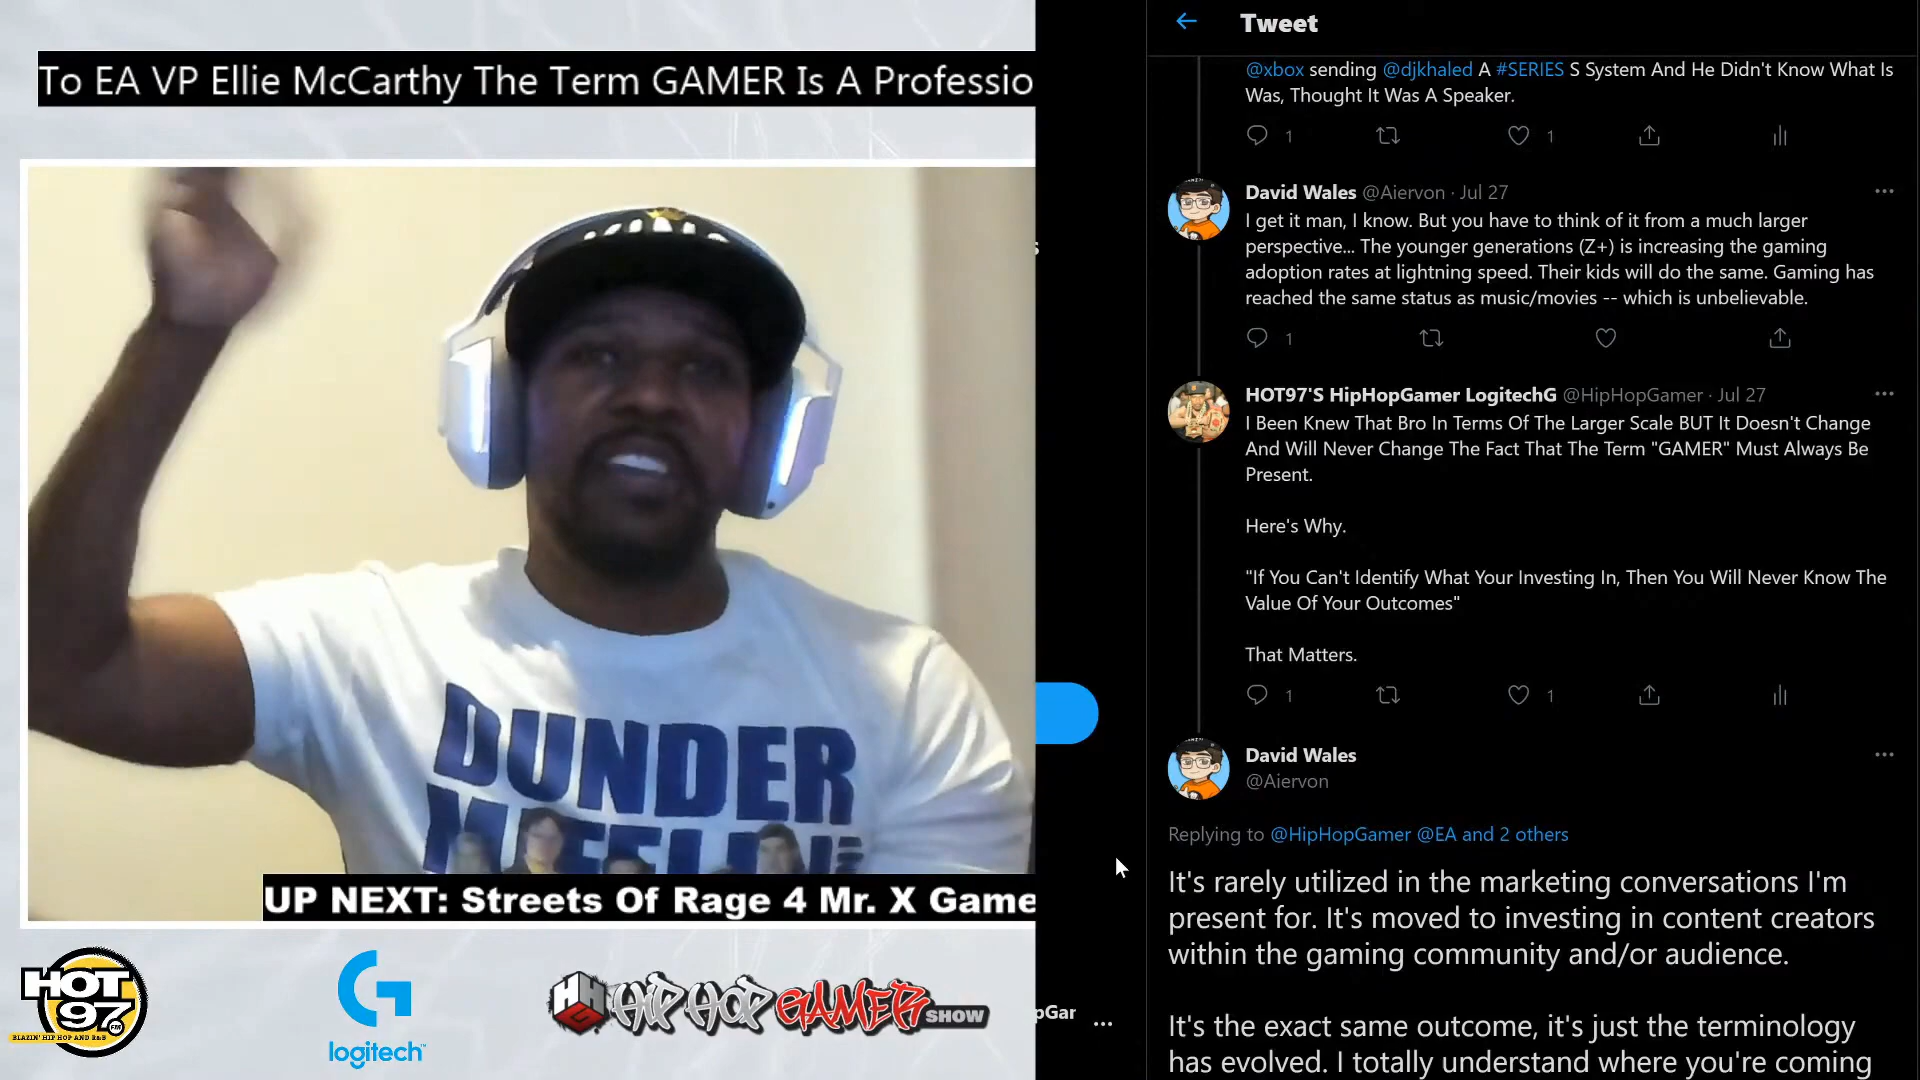 To EA VP Ellie McCarthy The Term GAMER Is A Professio
DUNDER
UP NEXT: Streets Of Rage 4 Mr. X Game
HOT
97 FM
BLAZIN' HIP HOP AND R&B
logitech
HIP HOP GAMER SHOW
Tweet
@xbox sending @djkhaled A #SERIES S System And He Didn't Know What Is
Was, Thought It Was A Speaker.
1 1
David Wales @Aiervon · Jul 27
I get it man, I know. But you have to think of it from a much larger
perspective... The younger generations (Z+) is increasing the gaming
adoption rates at lightning speed. Their kids will do the same. Gaming has
reached the same status as music/movies -- which is unbelievable.
1
HOT97'S HipHopGamer LogitechG @HipHopGamer · Jul 27
I Been Knew That Bro In Terms Of The Larger Scale BUT It Doesn't Change
And Will Never Change The Fact That The Term "GAMER" Must Always Be
Present.
Here's Why.
"If You Can't Identify What Your Investing In, Then You Will Never Know The
Value Of Your Outcomes"
That Matters.
1 1
David Wales
@Aiervon
Replying to @HipHopGamer @EA and 2 others
It's rarely utilized in the marketing conversations I'm
present for. It's moved to investing in content creators
within the gaming community and/or audience.
It's the exact same outcome, it's just the terminology
has evolved. I totally understand where you're coming
pGar ...